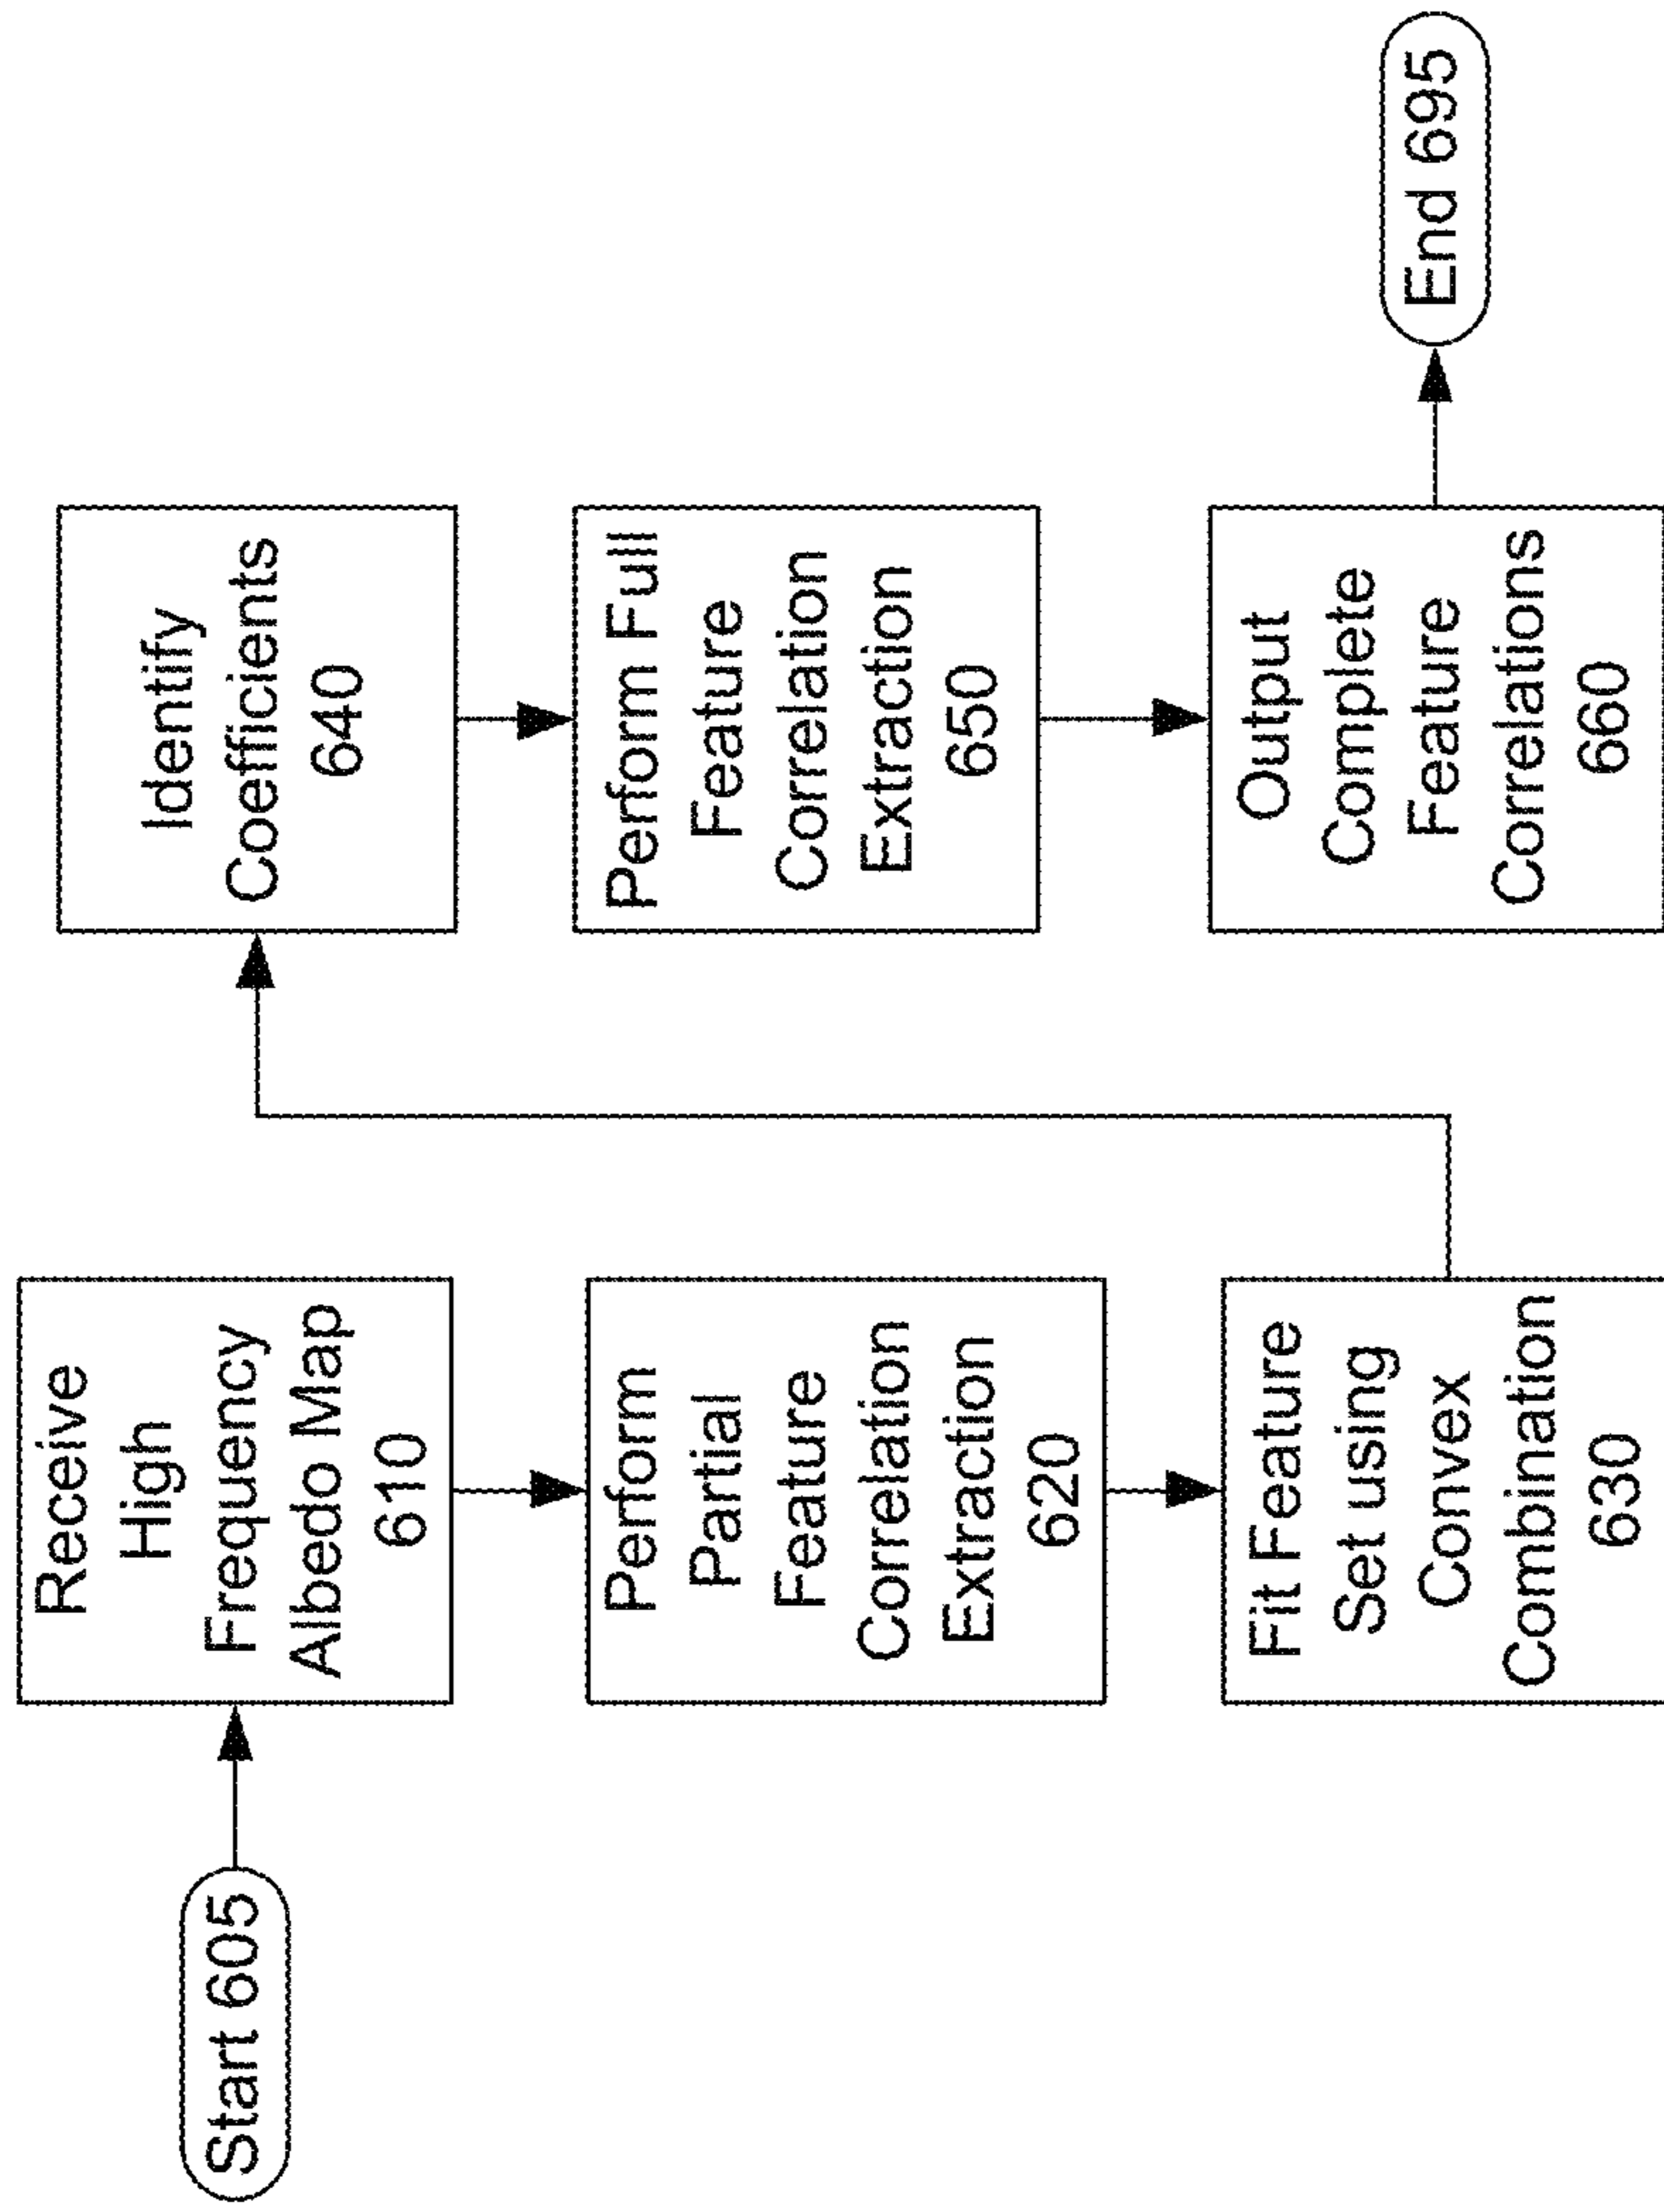 Start 605
Receive
High
Frequency
Albedo Map
610
Perform
Partial
Feature
Correlation
Extraction
620
Fit Feature
Set using
Convex
Combination
630
Identify
Coefficients
640
Perform Full
Feature
Correlation
Extraction
650
Output
Complete
Feature
Correlations
660
End 695